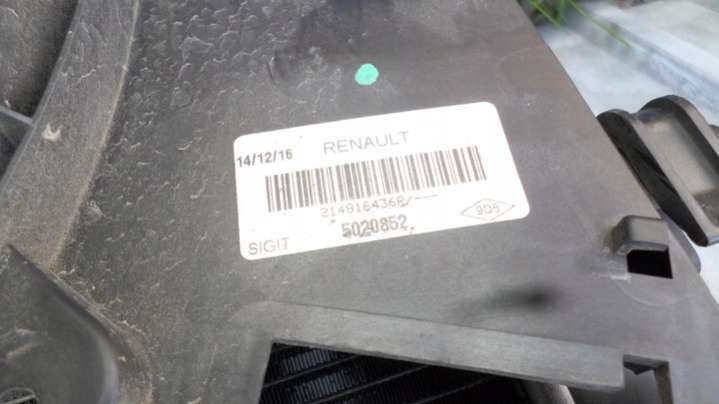 14/12/16 RENAULT
214916436R/---
905
SIGIT 5020852